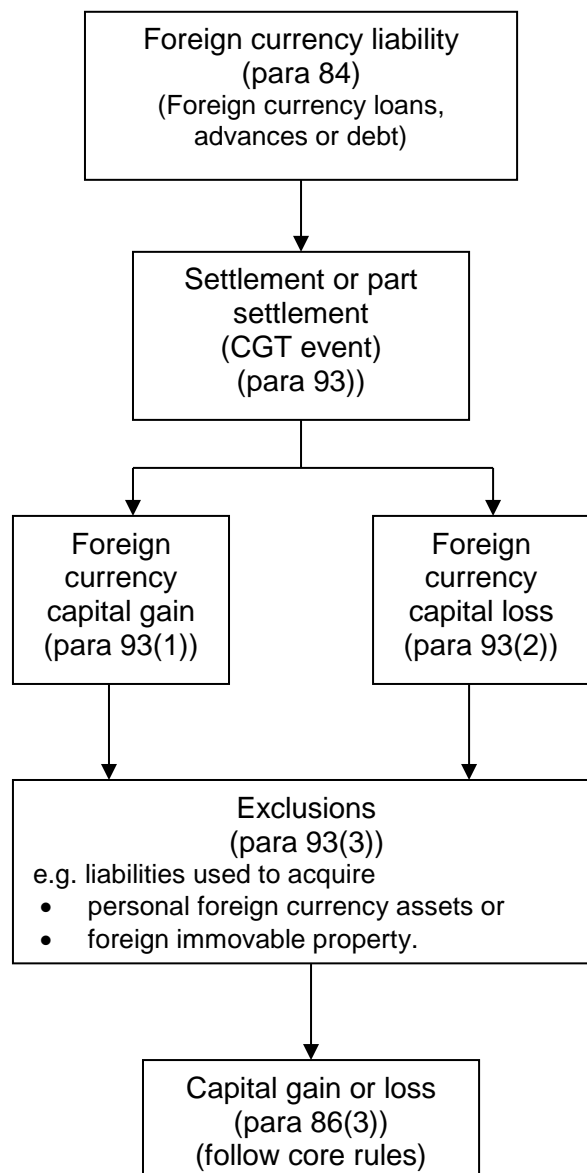 Foreign currency liability
(para 84)
(Foreign currency loans,
advances or debt)
Settlement or part
settlement
(CGT event)
(para 93))
Foreign
currency
capital gain
(para 93(1))
Foreign
currency
capital loss
(para 93(2))
Exclusions
(para 93(3))
e.g. liabilities used to acquire
• personal foreign currency assets or
• foreign immovable property.
Capital gain or loss
(para 86(3))
(follow core rules)